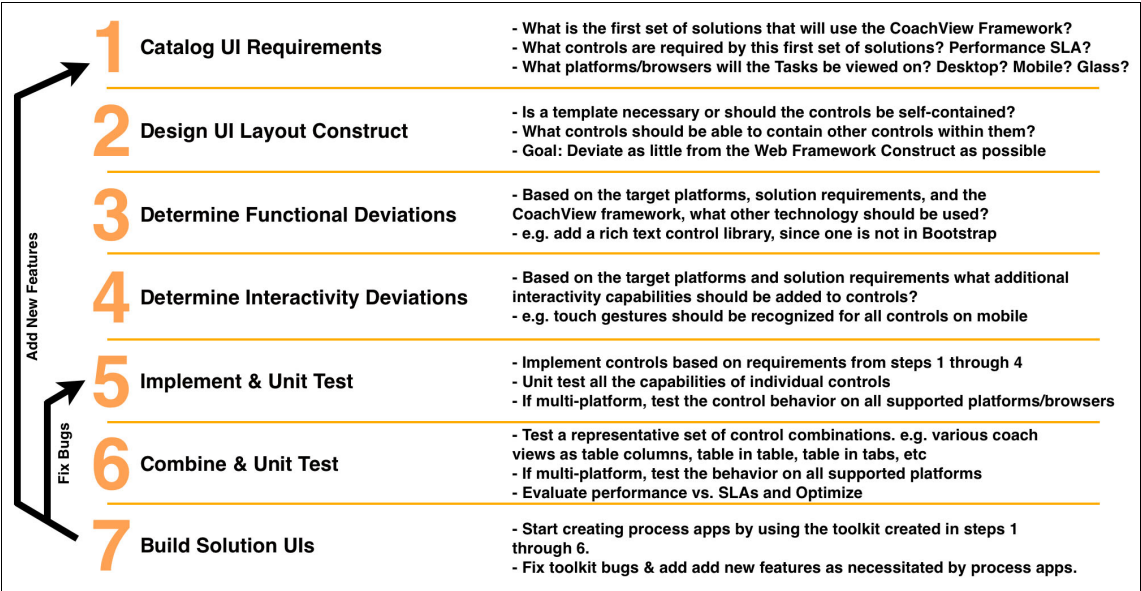 1
Catalog UI Requirements
- What is the first set of solutions that will use the CoachView Framework?
- What controls are required by this first set of solutions? Performance SLA?
- What platforms/browsers will the Tasks be viewed on? Desktop? Mobile? Glass?
2
Design UI Layout Construct
- Is a template necessary or should the controls be self-contained?
- What controls should be able to contain other controls within them?
- Goal: Deviate as little from the Web Framework Construct as possible
3
Determine Functional Deviations
- Based on the target platforms, solution requirements, and the
CoachView framework, what other technology should be used?
- e.g. add a rich text control library, since one is not in Bootstrap
4
Determine Interactivity Deviations
- Based on the target platforms and solution requirements what additional
interactivity capabilities should be added to controls?
- e.g. touch gestures should be recognized for all controls on mobile
5
Implement & Unit Test
- Implement controls based on requirements from steps 1 through 4
- Unit test all the capabilities of individual controls
- If multi-platform, test the control behavior on all supported platforms/browsers
6
Combine & Unit Test
- Test a representative set of control combinations. e.g. various coach
views as table columns, table in table, table in tabs, etc
- If multi-platform, test the behavior on all supported platforms
- Evaluate performance vs. SLAs and Optimize
7
Build Solution UIs
- Start creating process apps by using the toolkit created in steps 1
through 6.
- Fix toolkit bugs & add add new features as necessitated by process apps.
Add New Features
Fix Bugs